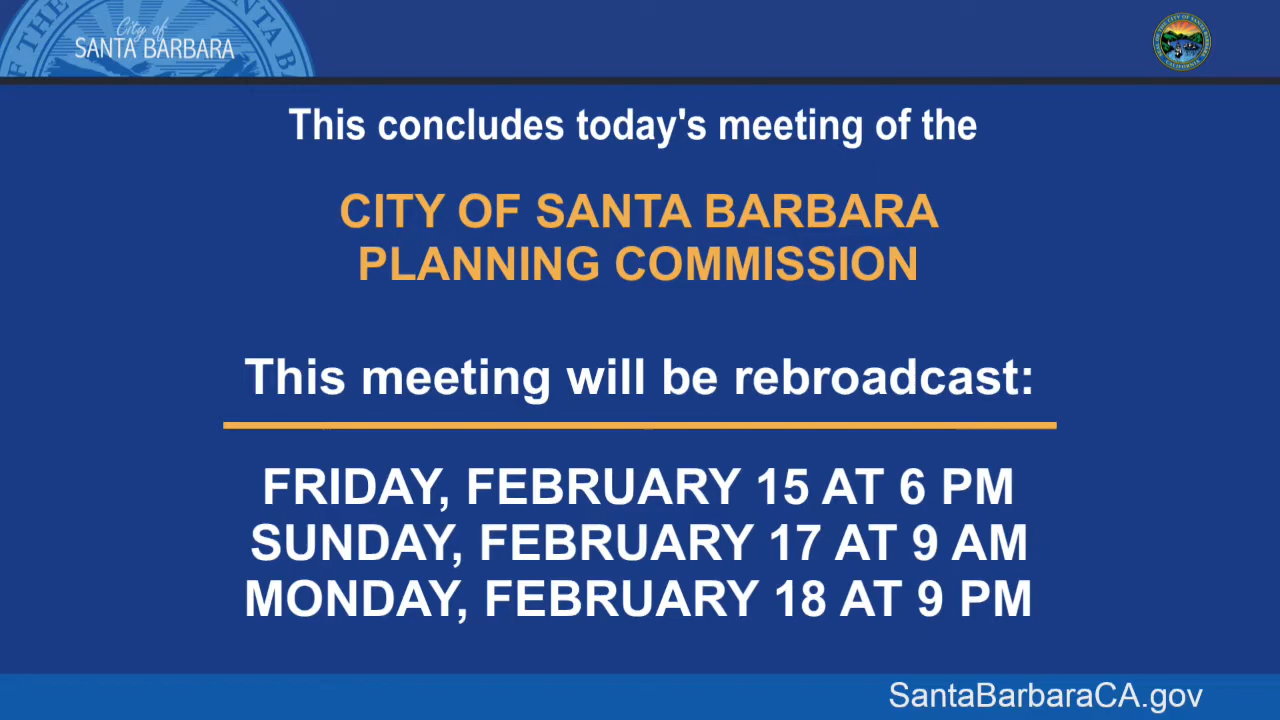 City of
SANTA BARBARA
This concludes today's meeting of the
CITY OF SANTA BARBARA
PLANNING COMMISSION
This meeting will be rebroadcast:
FRIDAY, FEBRUARY 15 AT 6 PM
SUNDAY, FEBRUARY 17 AT 9 AM
MONDAY, FEBRUARY 18 AT 9 PM
SantaBarbaraCA.gov